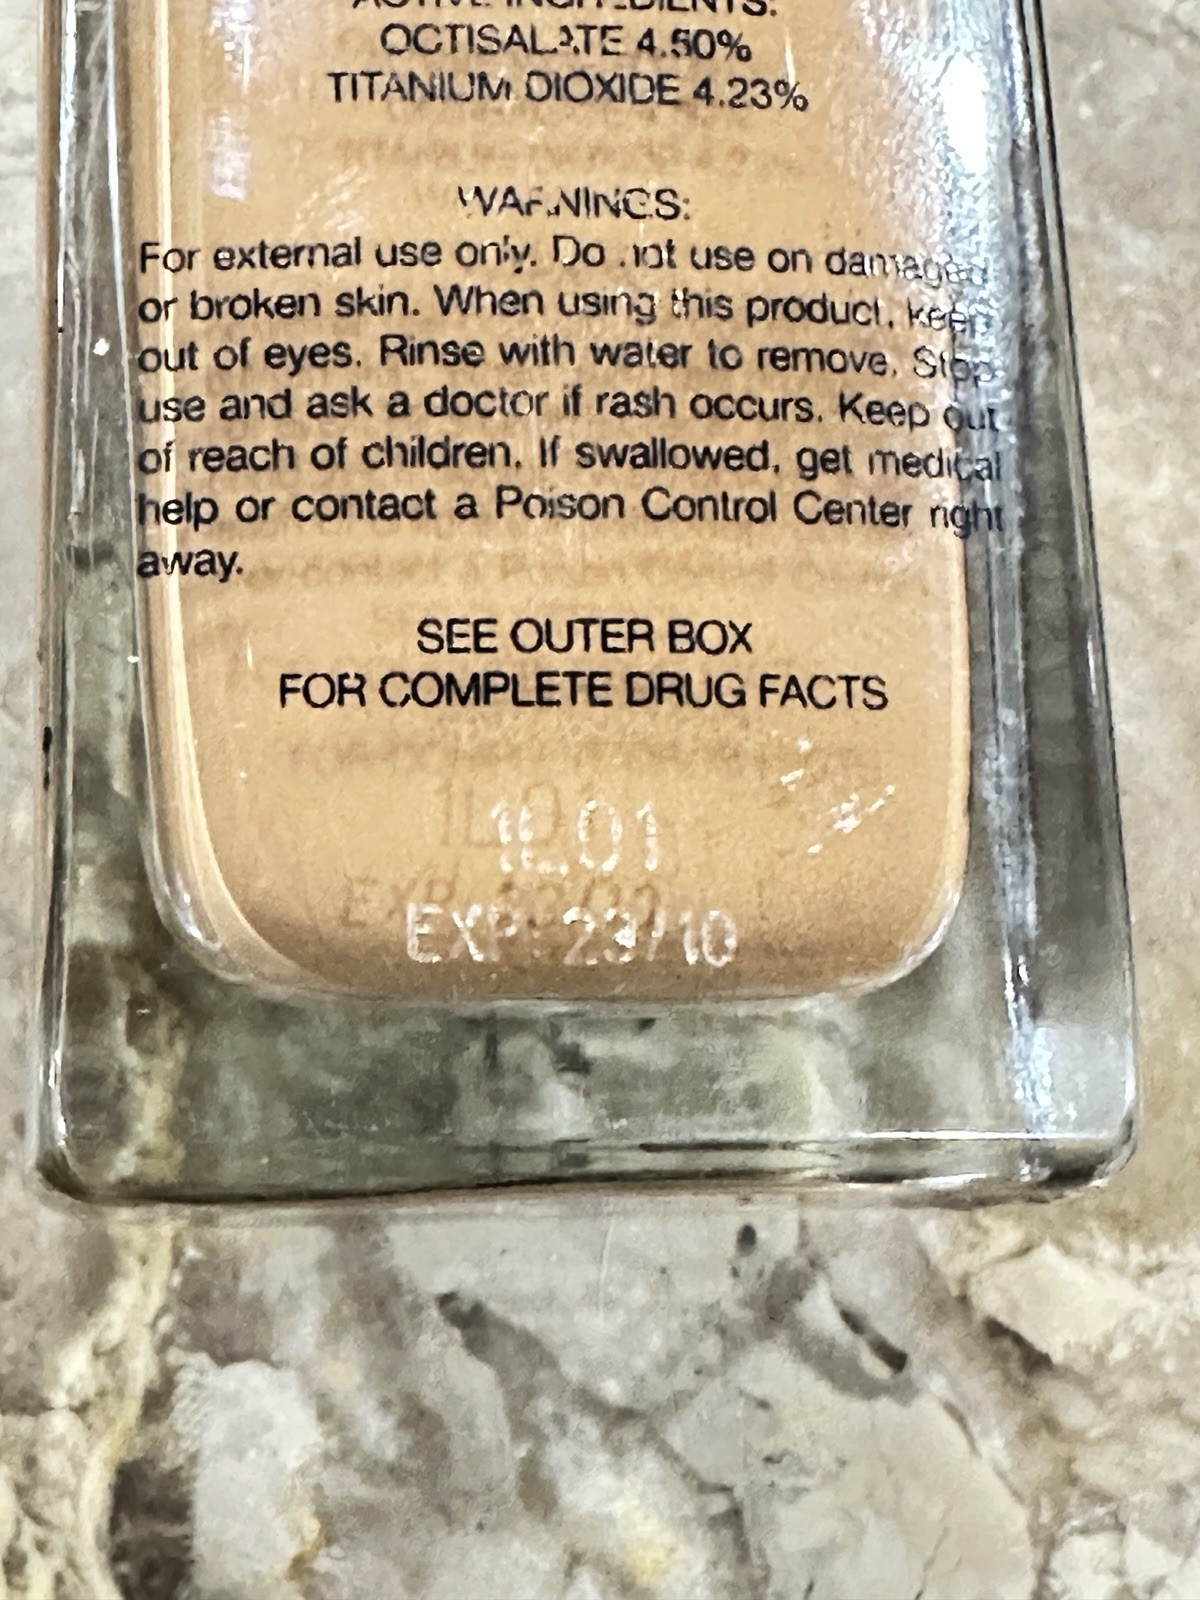 ACTIVE INGREDIENTS:
OCTISALATE 4.50%
TITANIUM DIOXIDE 4.23%
WARNINGS:
For external use only. Do not use on damaged
or broken skin. When using this product, keep
out of eyes. Rinse with water to remove. Stop
use and ask a doctor if rash occurs. Keep out
of reach of children. If swallowed, get medical
help or contact a Poison Control Center right
away.
SEE OUTER BOX
FOR COMPLETE DRUG FACTS
1L01
EXP: 23/10